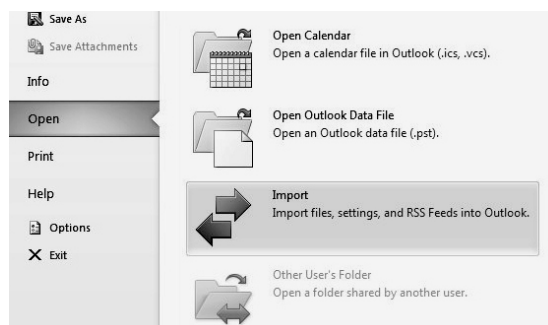 Save As
Save Attachments
Info
Open
Print
Help
Options
Exit
Open Calendar
Open a calendar file in Outlook (.ics, .vcs).
Open Outlook Data File
Open an Outlook data file (.pst).
Import
Import files, settings, and RSS Feeds into Outlook.
Other User's Folder
Open a folder shared by another user.